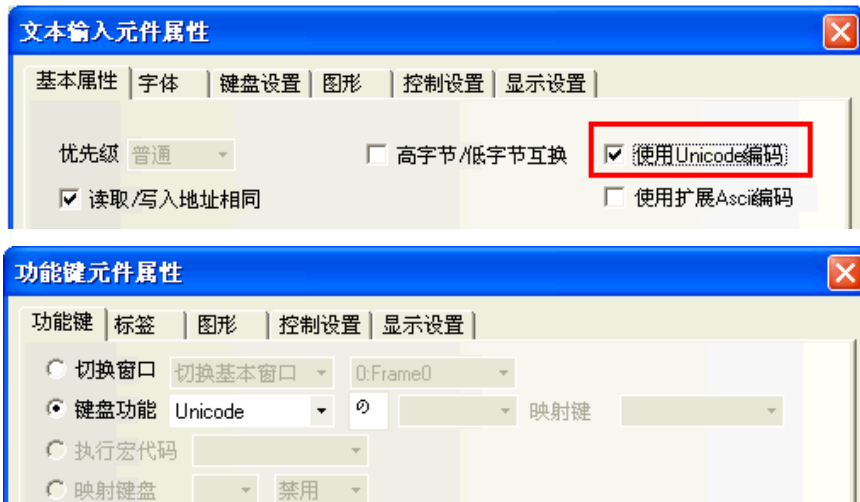 文本输入元件属性
基本属性 字体 键盘设置 图形 控制设置 显示设置
优先级 普通 高字节/低字节互换 使用Unicode编码
读取/写入地址相同 使用扩展Ascii编码
功能键元件属性
功能键 标签 图形 控制设置 显示设置
切换窗口 切换基本窗口 0:Frame0
键盘功能 Unicode の 映射键
执行宏代码
映射键盘 禁用